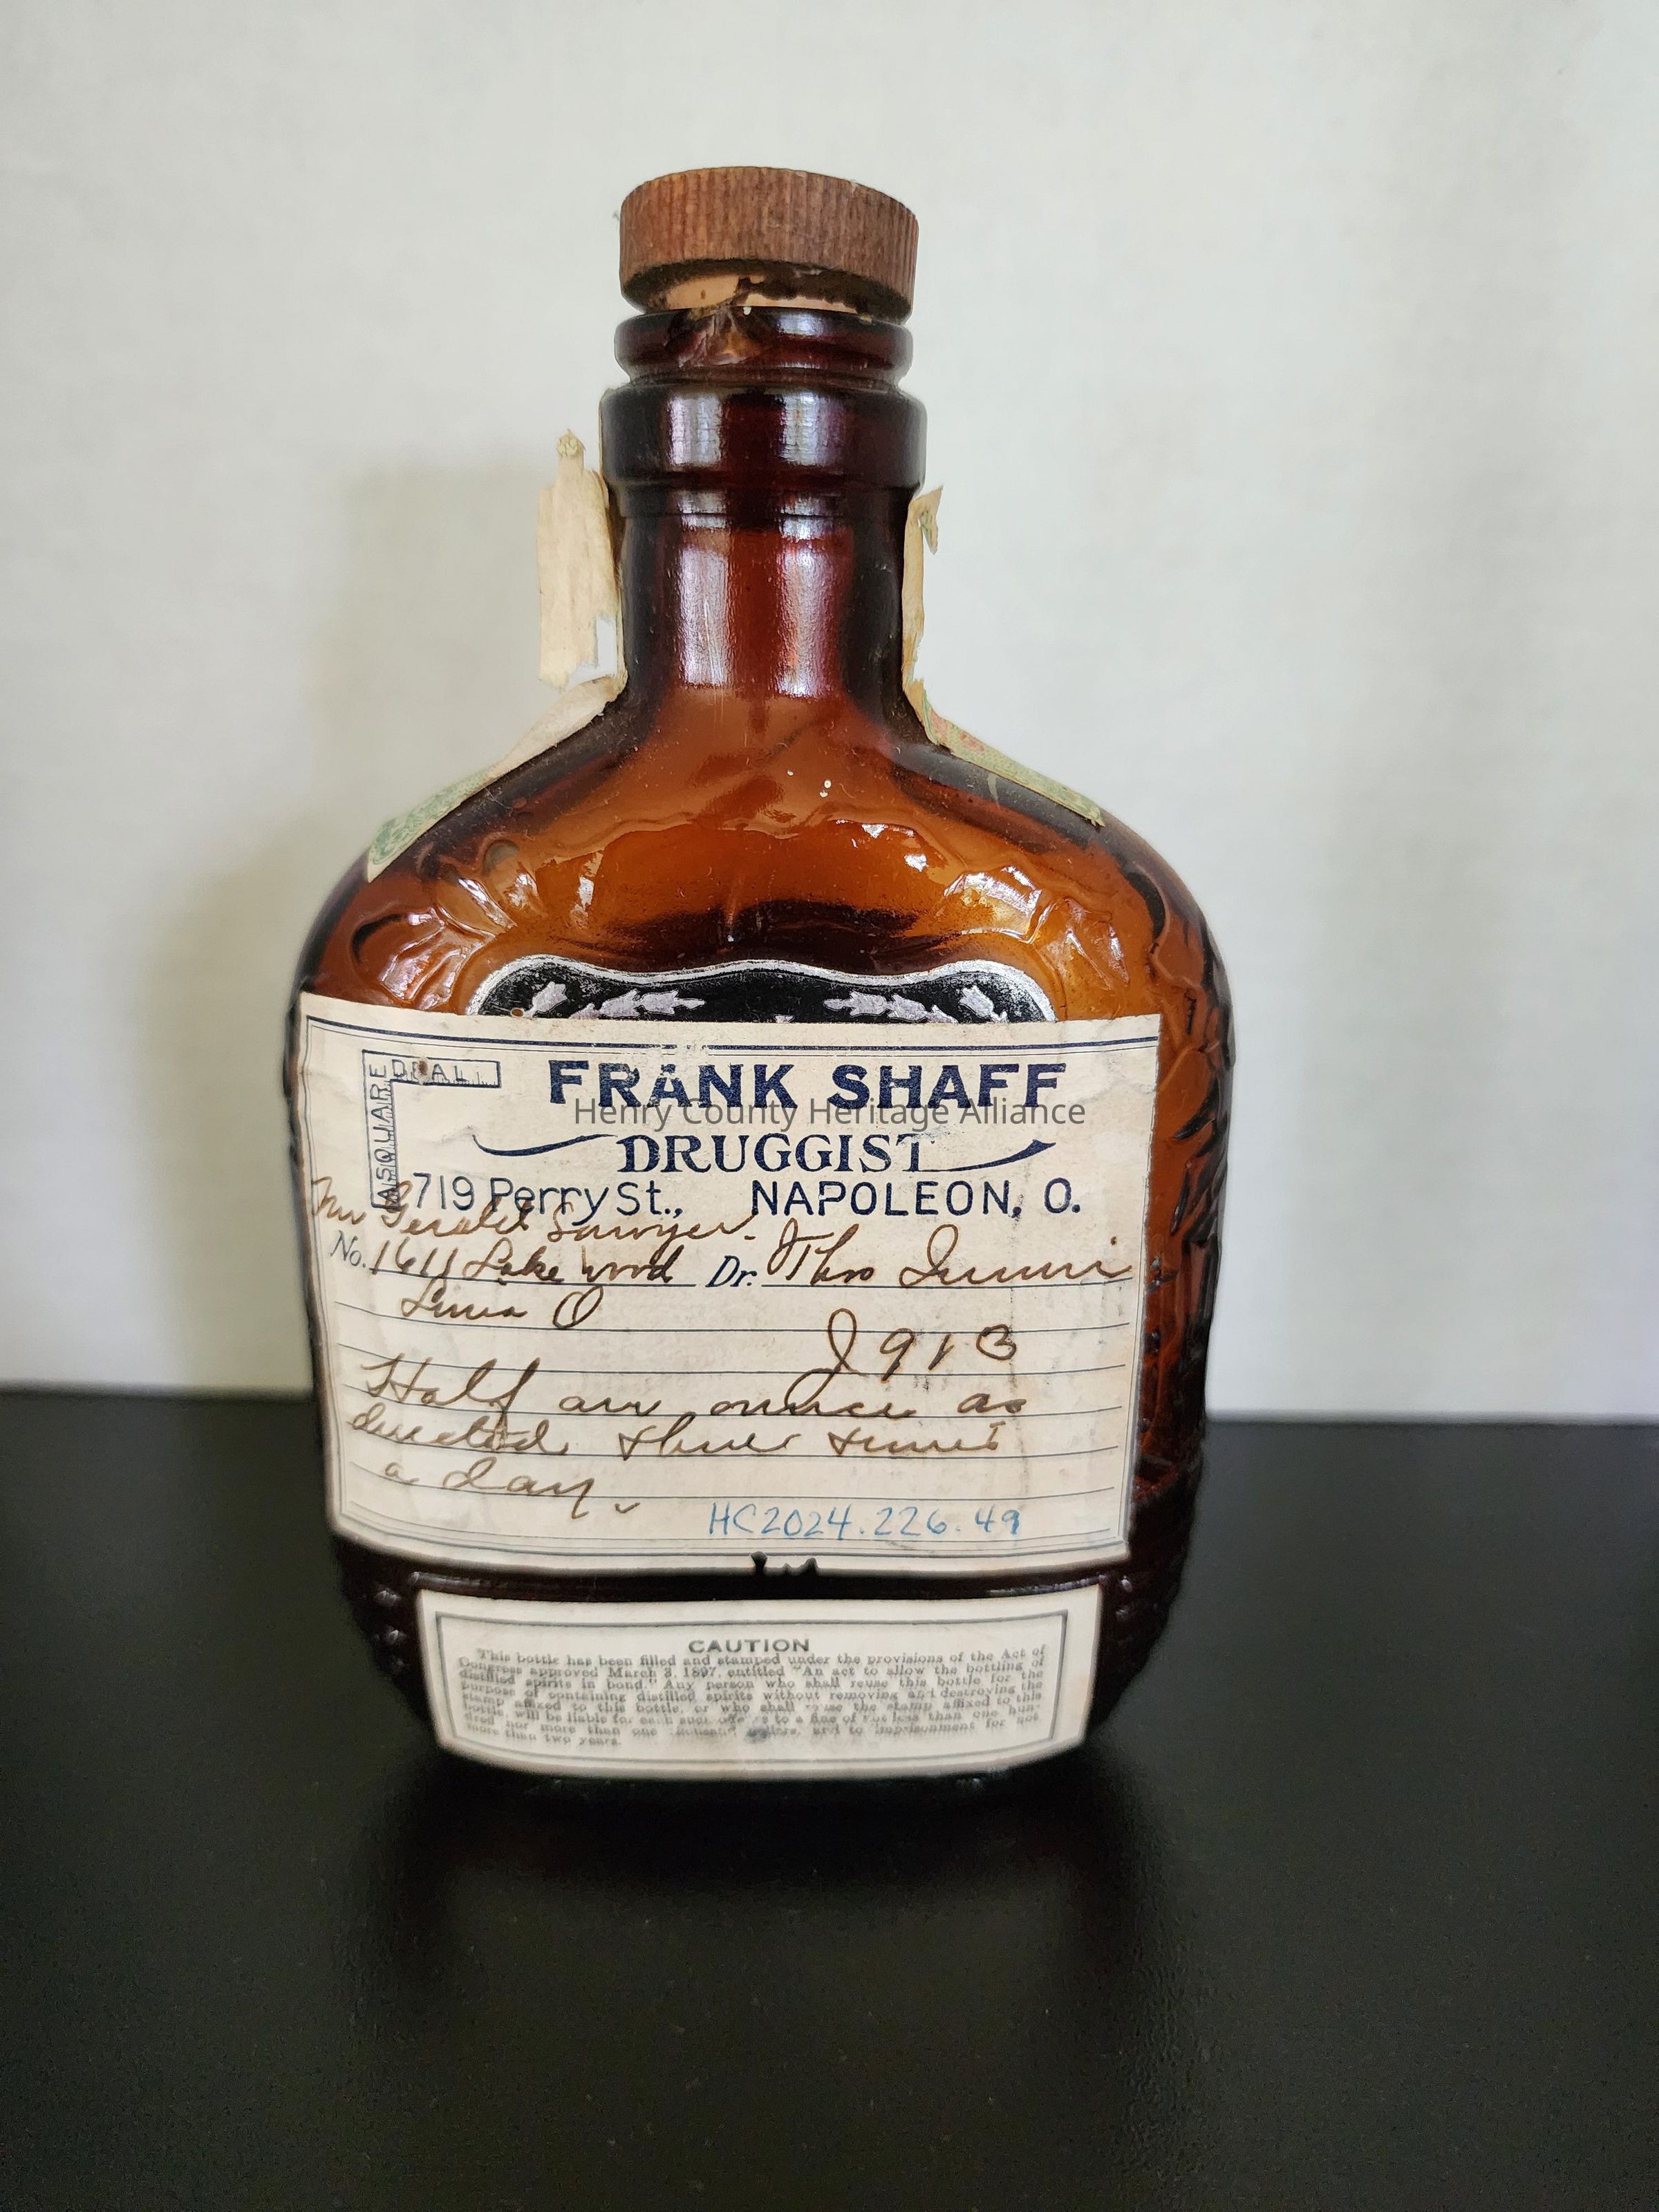 A SQUARE DEAL
FRANK SHAFF
Henry County Heritage Alliance
DRUGGIST
719 Perry St., NAPOLEON, O.
Gerald Sawyer.
No. 1611 Lakewood Dr. Theo
Lima O
J913
Half an ounce as
directed three times
a day.
HC2024.226.49
CAUTION
This bottle has been filled and stamped under the provisions of the Act of
Congress approved March 3, 1897, entitled "An act to allow the bottling of
distilled spirits in bond." Any person who shall reuse this bottle for the
purpose of containing distilled spirits without removing and destroying the
stamp affixed to this bottle, or who shall reuse the stamp affixed to this
bottle, will be liable for each such offense to a fine of not less than one hun-
dred nor more than one thousand dollars, and to imprisonment for not
more than two years.